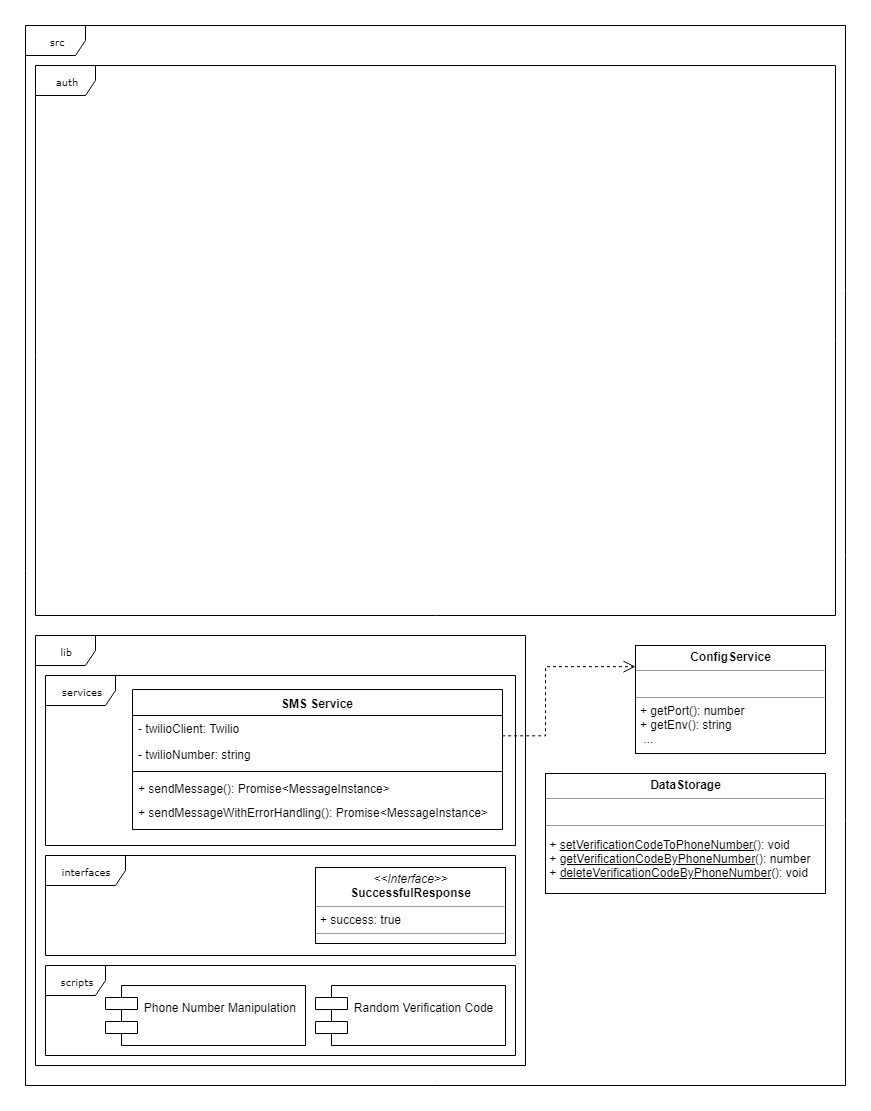 src
auth
lib
services
SMS Service
- twilioClient: Twilio
- twilioNumber: string
+ sendMessage(): Promise<MessageInstance>
+ sendMessageWithErrorHandling(): Promise<MessageInstance>
ConfigService
+ getPort(): number
+ getEnv(): string
...
DataStorage
+ setVerificationCodeToPhoneNumber(): void
+ getVerificationCodeByPhoneNumber(): number
+ deleteVerificationCodeByPhoneNumber(): void
interfaces
<<Interface>>
SuccessfulResponse
+ success: true
scripts
Phone Number Manipulation
Random Verification Code